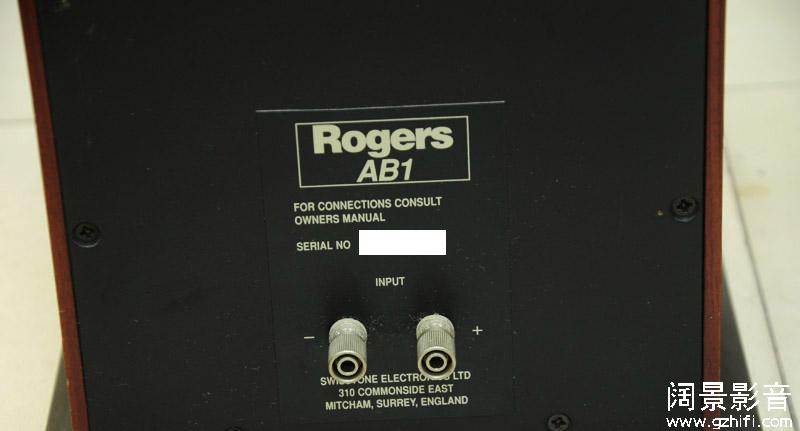 Rogers
AB1
FOR CONNECTIONS CONSULT
OWNERS MANUAL
SERIAL NO
INPUT
– +
ELECTRONICS LTD
310 COMMONSIDE EAST
MITCHAM, SURREY, ENGLAND
阔景影音
www.gzhifi.com